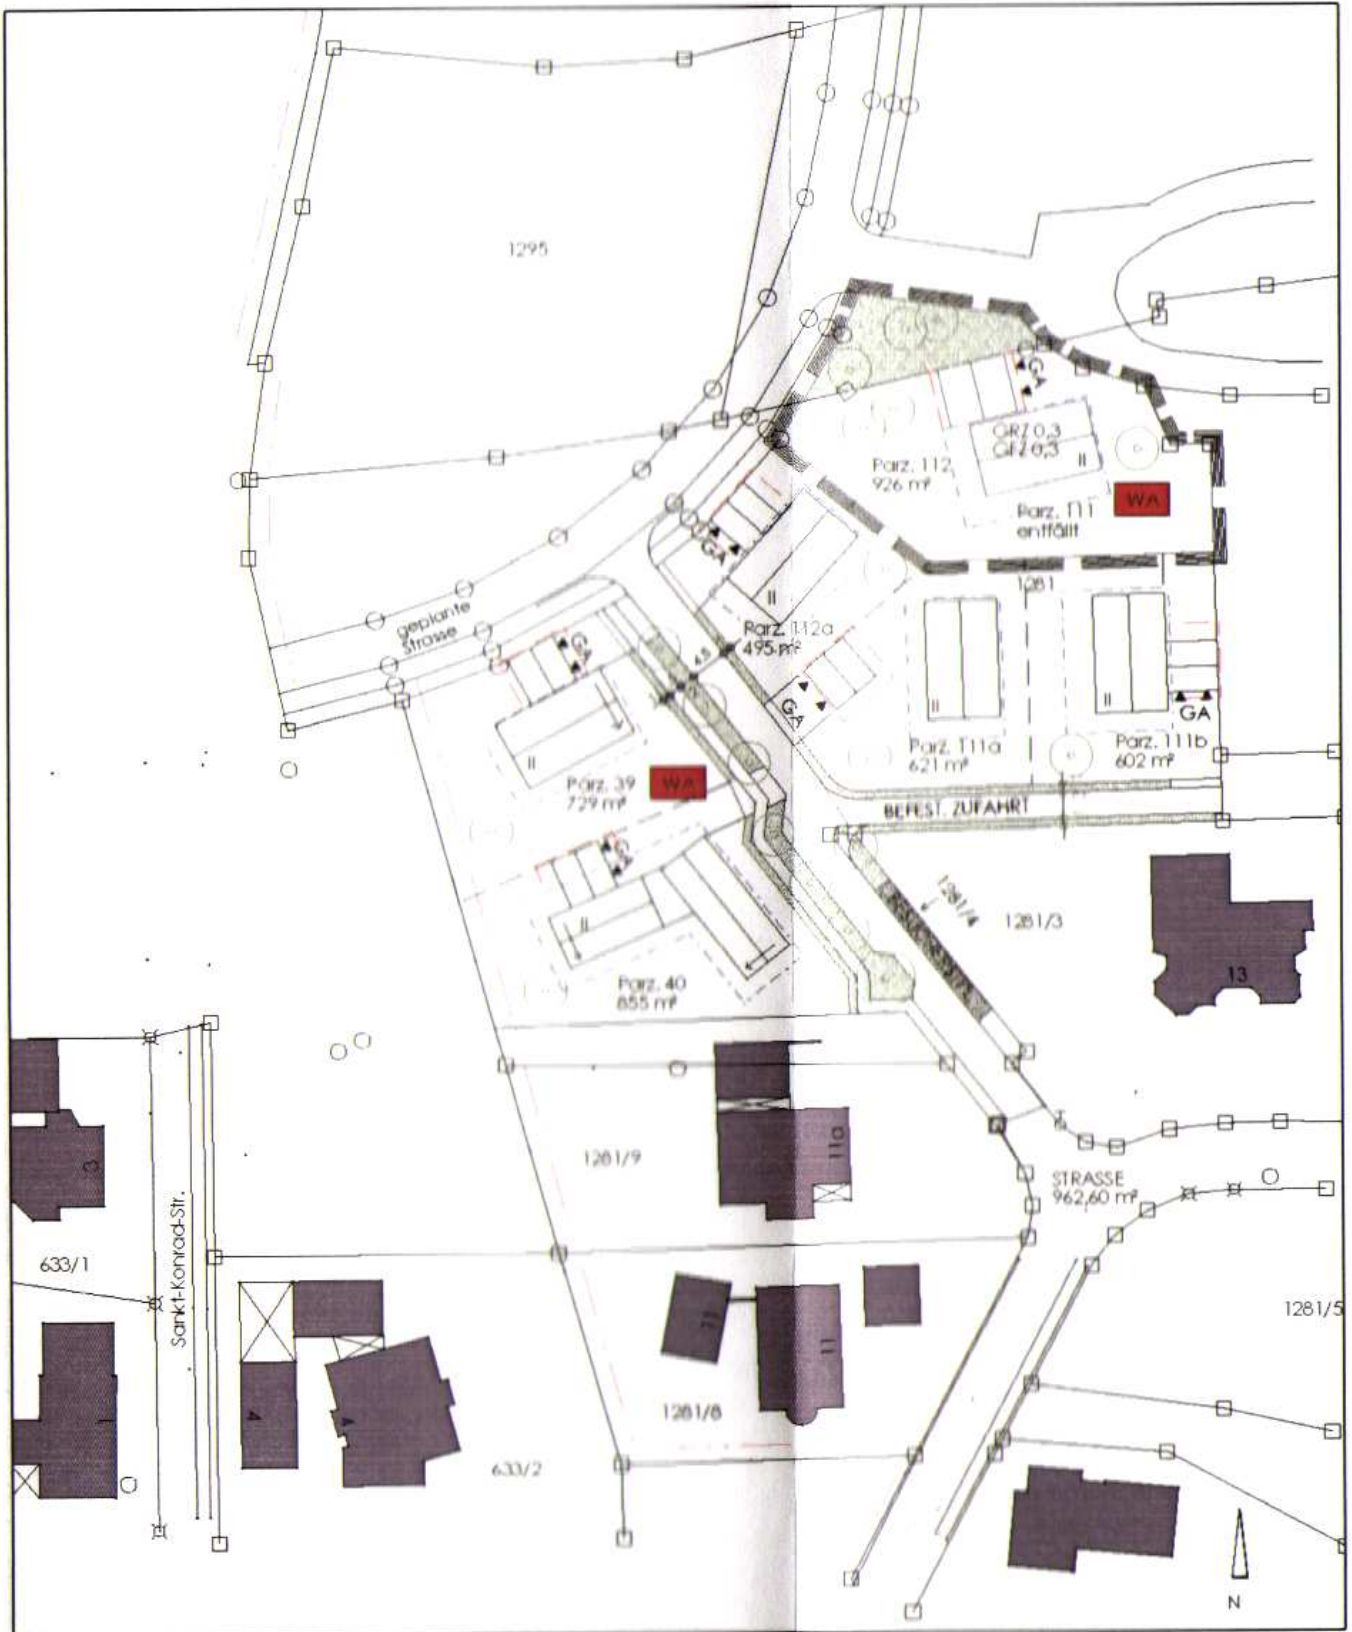 1295
GA
GRZ 0,3
GFZ 0,3
II
Parz. 112
926 m²
WA
Parz. 111
entfällt
GA
1281
II
geplante
Strasse
Parz. 112a
495 m²
4,5
GA
II
II
GA
GA
II
Parz. 111a
621 m²
Parz. 111b
602 m²
Parz. 39
729 m²
WA
BEFEST. ZUFAHRT
GA
1281/4
1281/3
II
13
Parz. 40
855 m²
3
1281/9
11a
STRASSE
962,60 m²
Sankt-Konrad-Str.
633/1
1281/5
11
11
1
4
4
1281/8
633/2
N